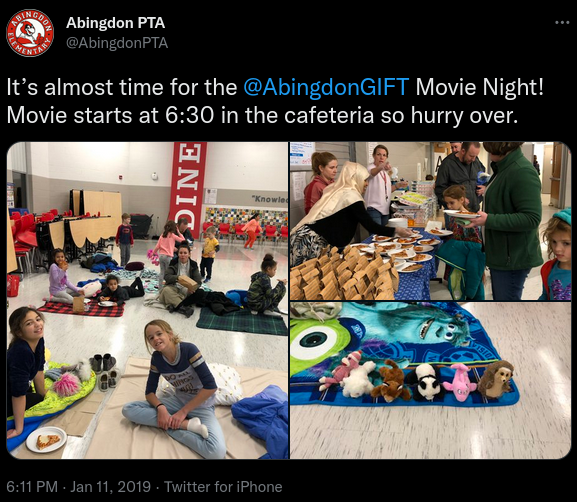 ABINGDON
ELEMENTARY
Abingdon PTA
@AbingdonPTA
It’s almost time for the @AbingdonGIFT Movie Night!
Movie starts at 6:30 in the cafeteria so hurry over.
DINE
"Knowle
6:11 PM · Jan 11, 2019 · Twitter for iPhone